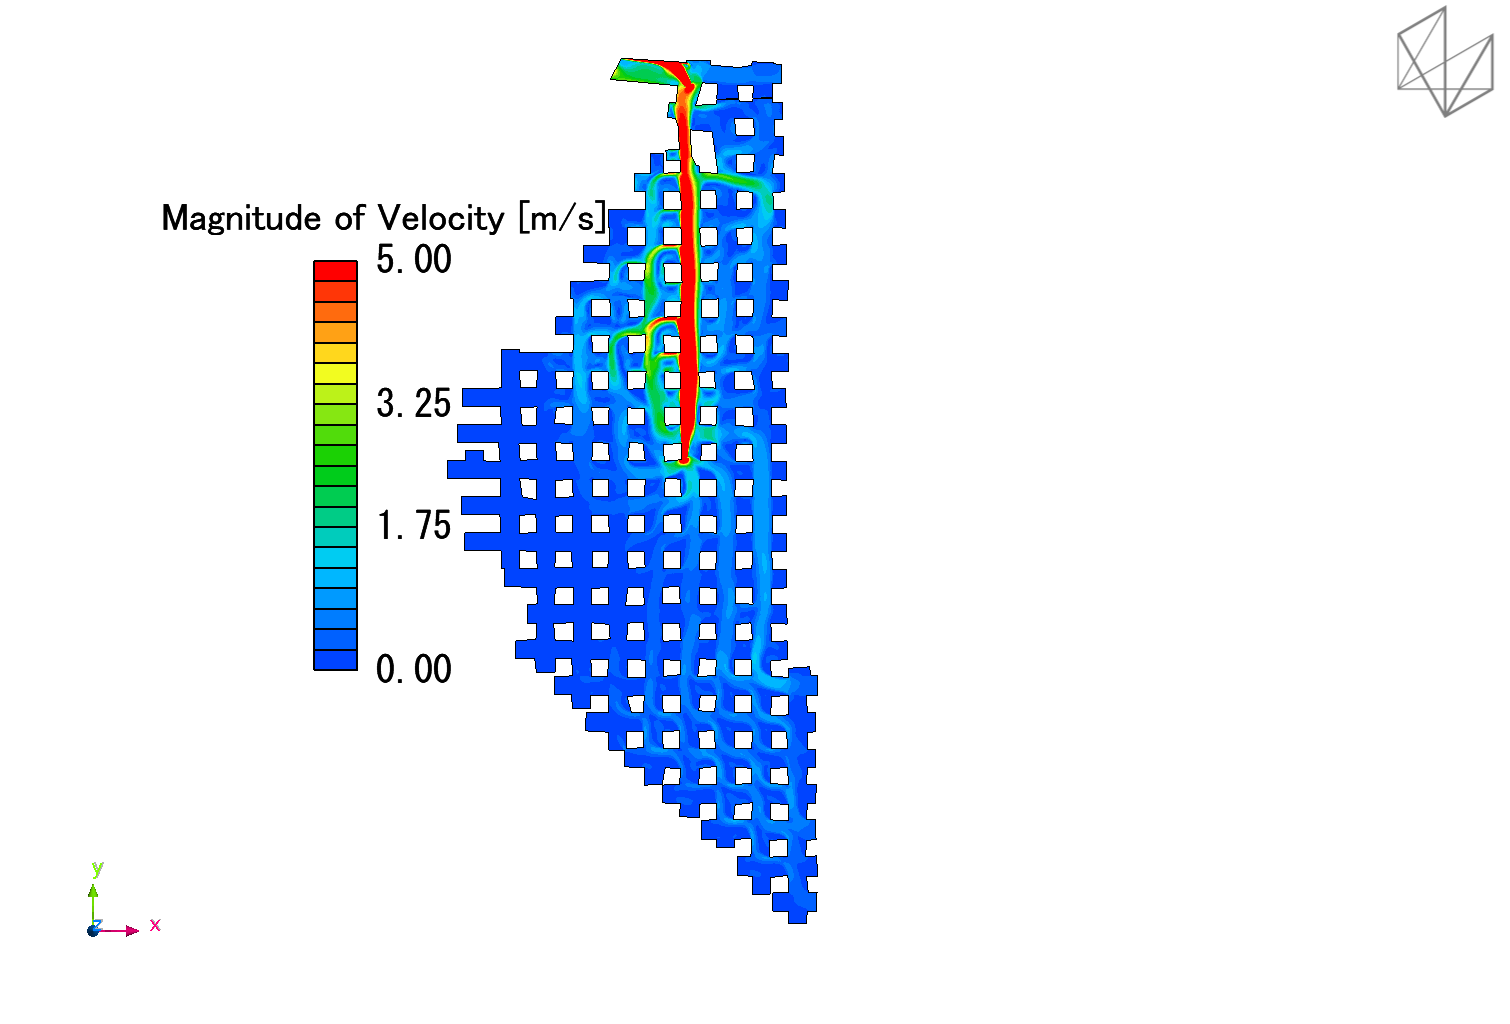 Magnitude of Velocity [m/s]
5.00
3.25
1.75
0.00
y
z
x